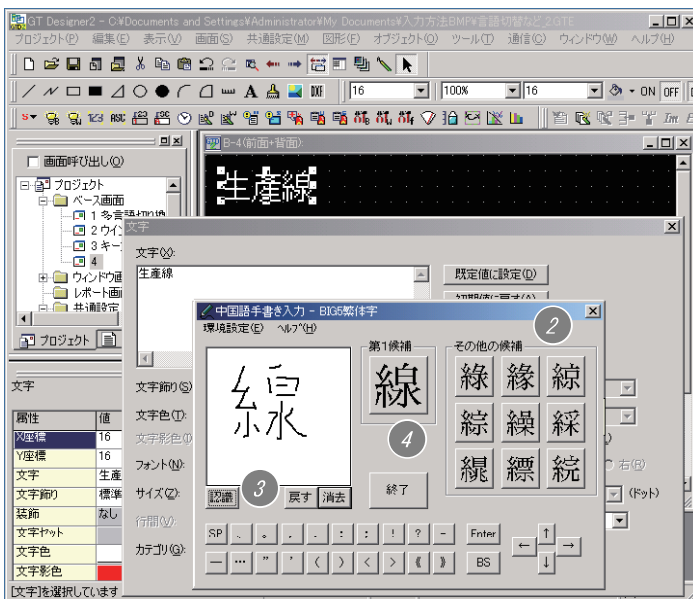 GT Designer2 - C:¥Documents and Settings¥Administrator¥My Documents¥入力方法BMP¥言語切替など_2.GTE
プロジェクト(P) 編集(E) 表示(V) 画面(S) 共通設定(M) 図形(F) オブジェクト(O) ツール(T) 通信(C) ウィンドウ(W) ヘルプ(H)
A DXF 16 100% 16 ON OFF
画面呼び出し(O)
B-4(前面+背面):
プロジェクト
ベース画面
生産線
1 多言語切り換
2 ウイン
3 キー
4
ウィンドウ画
レポート画面
共通設定
プロジェクト
文字
文字(X):
生産線
既定値に設定(D)
初期値に戻す(A)
中国語手書き入力 - BIG5繁体字
環境設定(E) ヘルプ(H)
線
第1候補
線
その他の候補
綠 緣 綜
綜 繰 綵
緄 縹 綂
2
3
4
認識 戻す 消去
終了
SP 、 。 , . : ; ! ? - Enter ↑
— … ” ’ ( ) < > 《 》 BS ← ↓ →
文字飾り(S)
文字色(T):
文字影色(I)
フォント(N):
サイズ(Z):
行間(V):
カテゴリ(G):
右(R)
(ドット)
文字
属性 値
X座標 16
Y座標 16
文字 生産
文字飾り 標準
装飾 なし
文字セット
文字色
文字影色
[文字]を選択しています